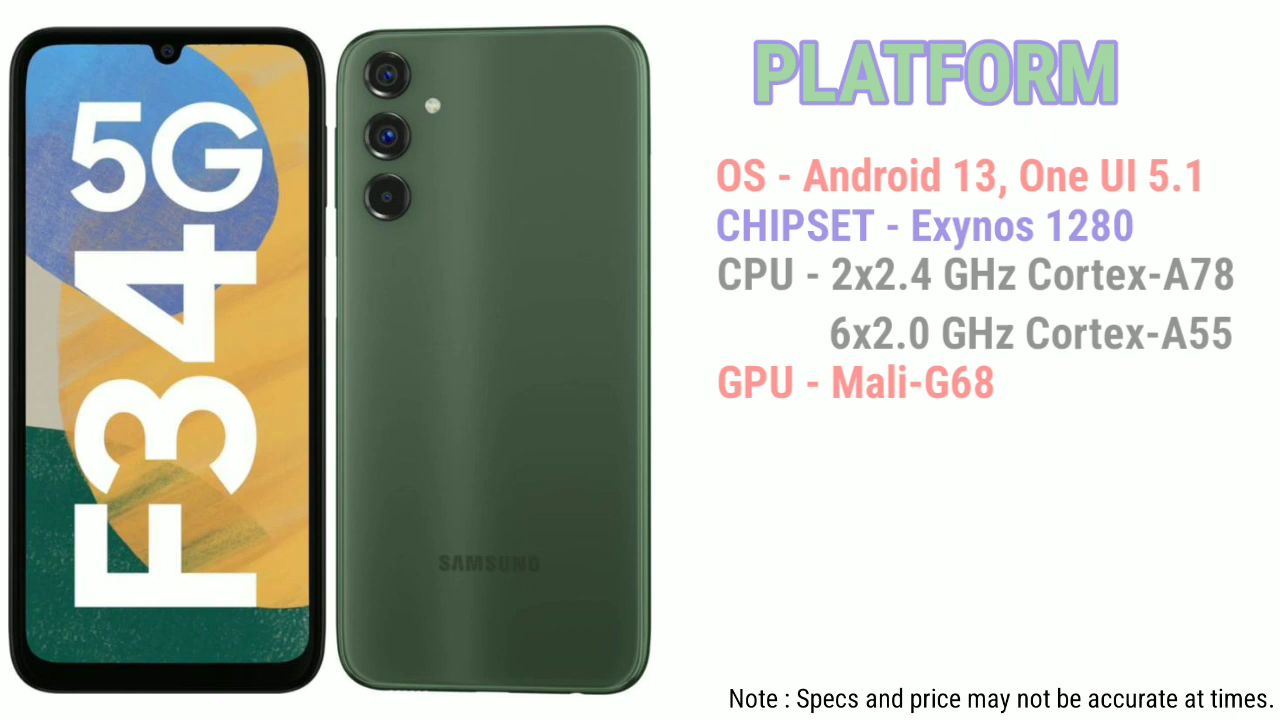 5G
F34
SAMSUNG
PLATFORM
OS - Android 13, One UI 5.1
CHIPSET - Exynos 1280
CPU - 2x2.4 GHz Cortex-A78
6x2.0 GHz Cortex-A55
GPU - Mali-G68
Note : Specs and price may not be accurate at times.